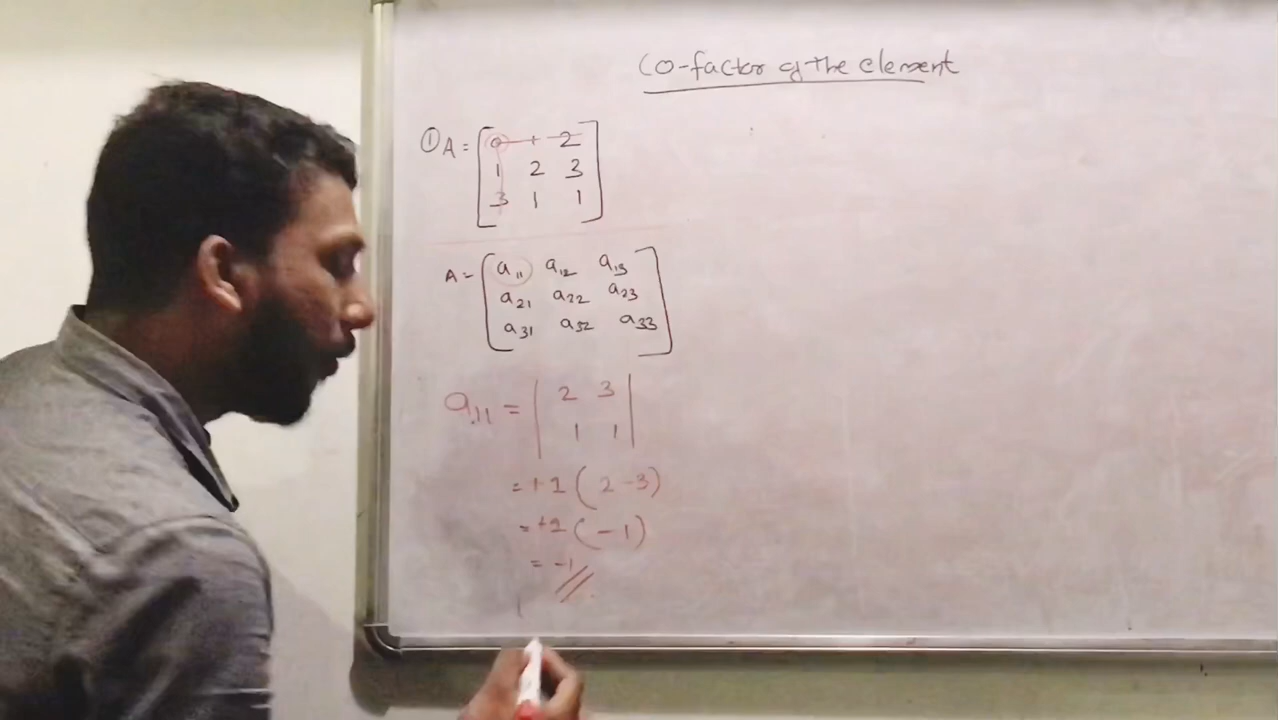 Co-factor of the element
① A = [ 0 1 2
1 2 3
3 1 1 ]
A = [ a11 a12 a13
a21 a22 a23
a31 a32 a33 ]
a11 = | 2 3
1 1 |
= +1 ( 2 - 3 )
= +1 ( - 1 )
= -1 //